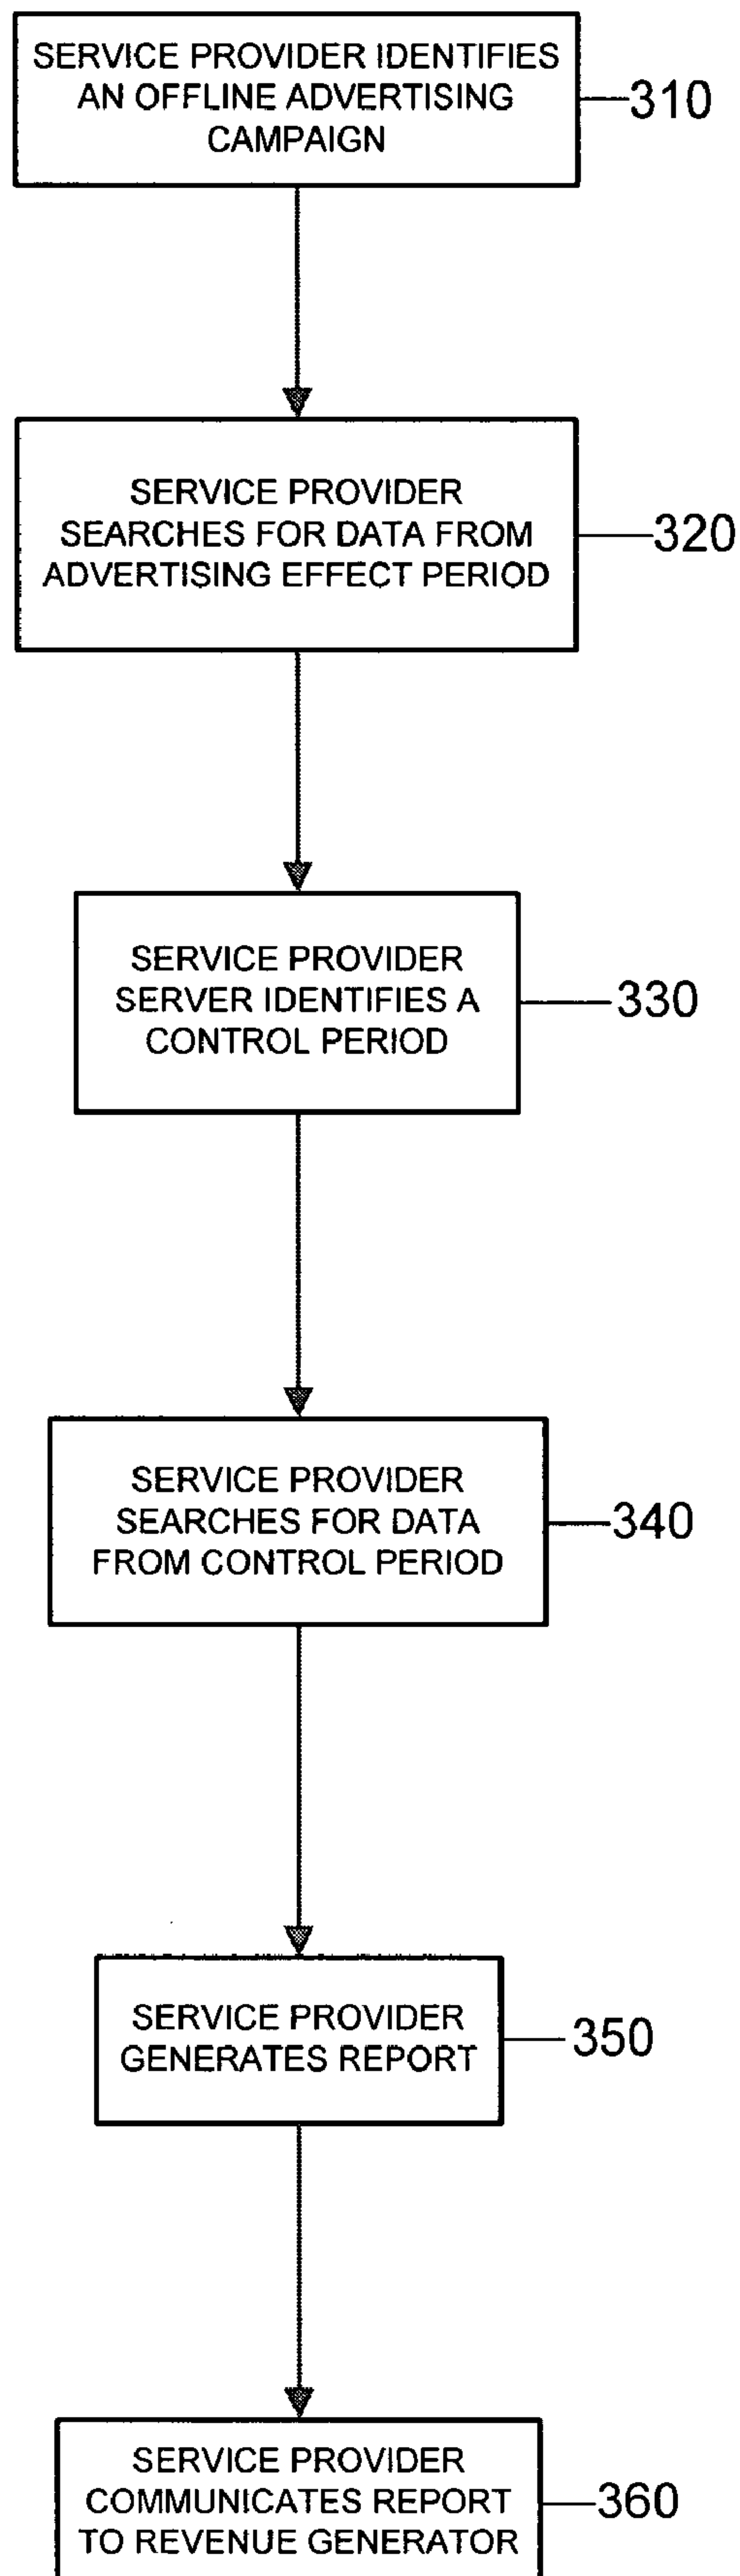 SERVICE PROVIDER IDENTIFIES
AN OFFLINE ADVERTISING
CAMPAIGN
310
SERVICE PROVIDER
SEARCHES FOR DATA FROM
ADVERTISING EFFECT PERIOD
320
SERVICE PROVIDER
SERVER IDENTIFIES A
CONTROL PERIOD
330
SERVICE PROVIDER
SEARCHES FOR DATA
FROM CONTROL PERIOD
340
SERVICE PROVIDER
GENERATES REPORT
350
SERVICE PROVIDER
COMMUNICATES REPORT
TO REVENUE GENERATOR
360